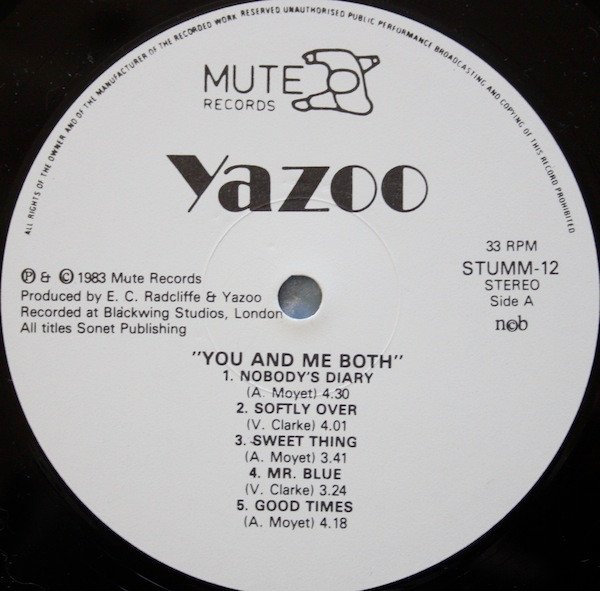 ALL RIGHTS OF THE OWNER AND OF THE MANUFACTURER OF THE RECORDED WORK RESERVED UNAUTHORISED PUBLIC PERFORMANCE BROADCASTING AND COPYING OF THIS RECORD PROHIBITED
MUTE
RECORDS
yazoo
33 RPM
STUMM-12
STEREO
Side A
ncb
℗ & © 1983 Mute Records
Produced by E. C. Radcliffe & Yazoo
Recorded at Blackwing Studios, London
All titles Sonet Publishing
"YOU AND ME BOTH"
1. NOBODY'S DIARY
(A. Moyet) 4.30
2. SOFTLY OVER
(V. Clarke) 4.01
3. SWEET THING
(A. Moyet) 3.41
4. MR. BLUE
(V. Clarke) 3.24
5. GOOD TIMES
(A. Moyet) 4.18